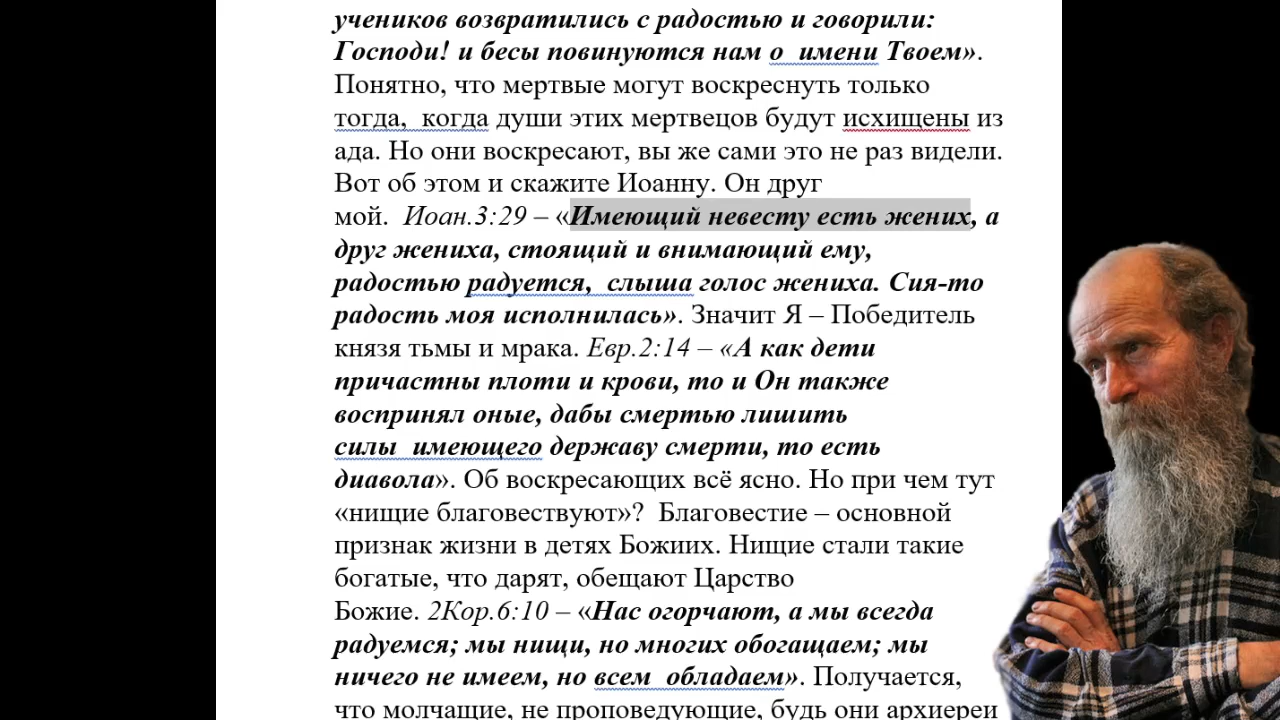 учеников возвратились с радостью и говорили:
Господи! и бесы повинуются нам о  имени Твоем».
Понятно, что мертвые могут воскреснуть только
тогда,  когда души этих мертвецов будут исхищены из
ада. Но они воскресают, вы же сами это не раз видели.
Вот об этом и скажите Иоанну. Он друг
мой.  Иоан.3:29 – «Имеющий невесту есть жених, а
друг жениха, стоящий и внимающий ему,
радостью радуется,  слыша голос жениха. Сия-то
радость моя исполнилась». Значит Я – Победитель
князя тьмы и мрака. Евр.2:14 – «А как дети
причастны плоти и крови, то и Он также
воспринял оные, дабы смертью лишить
силы  имеющего державу смерти, то есть
диавола». Об воскресающих всё ясно. Но при чем тут
«нищие благовествуют»?  Благовестие – основной
признак жизни в детях Божиих. Нищие стали такие
богатые, что дарят, обещают Царство
Божие. 2Кор.6:10 – «Нас огорчают, а мы всегда
радуемся; мы нищи, но многих обогащаем; мы
ничего не имеем, но всем  обладаем». Получается,
что молчащие, не проповедующие, будь они архиереи